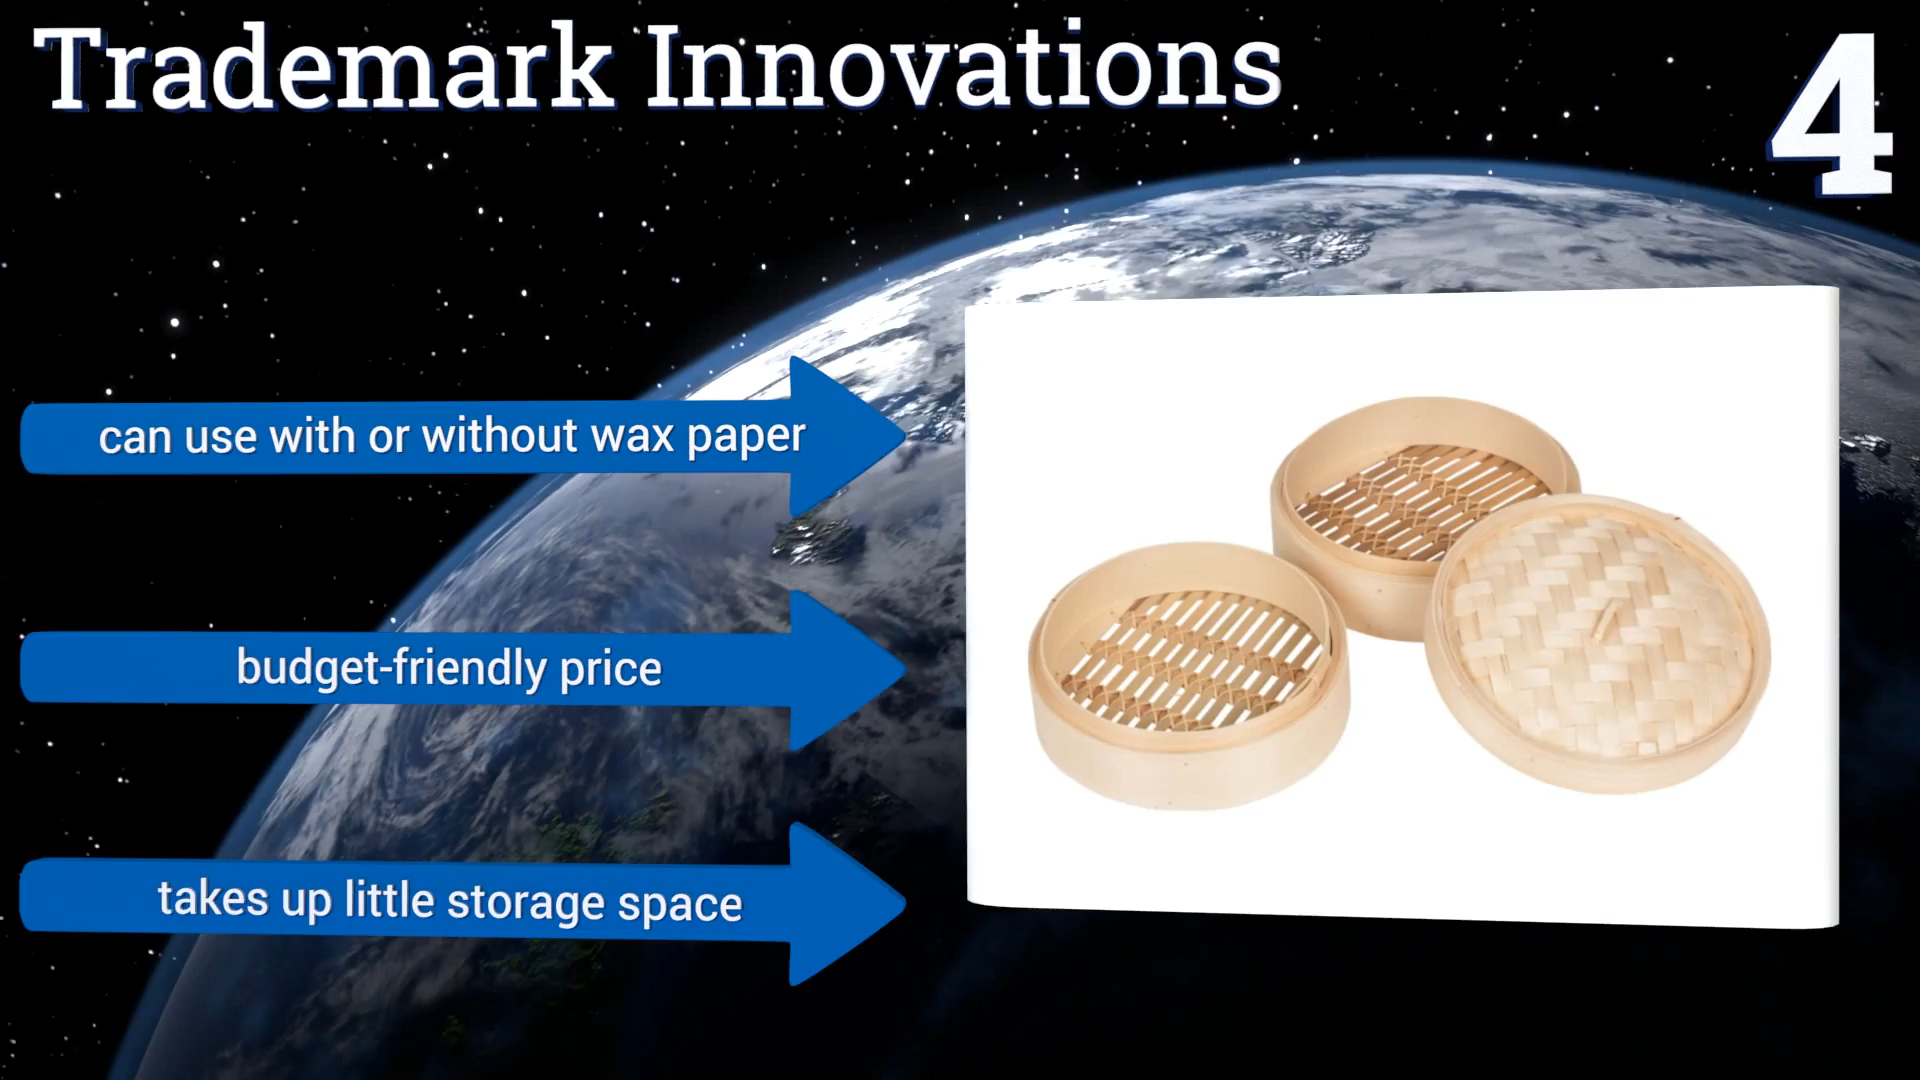 Trademark Innovations
4
can use with or without wax paper
budget-friendly price
takes up little storage space